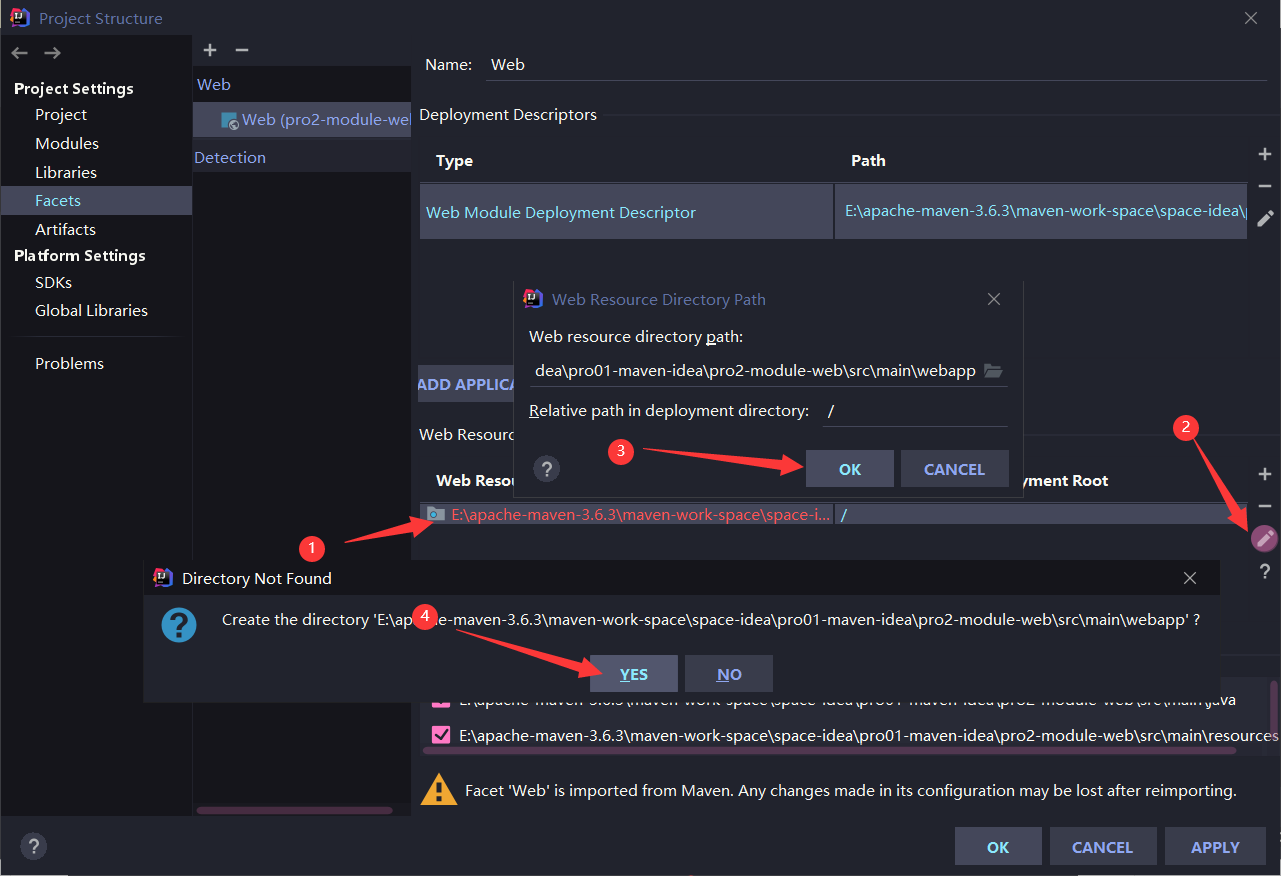 Project Structure
Project Settings
Project
Modules
Libraries
Facets
Artifacts
Platform Settings
SDKs
Global Libraries
Problems
Web
Web (pro2-module-we
Detection
Name: Web
Deployment Descriptors
Type Path
Web Module Deployment Descriptor E:\apache-maven-3.6.3\maven-work-space\space-idea\
Web Resource Directory Path
Web resource directory path:
dea\pro01-maven-idea\pro2-module-web\src\main\webapp
ADD APPLICA
Relative path in deployment directory: /
Web Resourc
3
2
? OK CANCEL
Web Resou yment Root
E:\apache-maven-3.6.3\maven-work-space\space-i... /
1
?
Directory Not Found
4
Create the directory 'E:\apache-maven-3.6.3\maven-work-space\space-idea\pro01-maven-idea\pro2-module-web\src\main\webapp' ?
YES NO
E:\apache-maven-3.6.3\maven-work-space\space-idea\pro01-maven-idea\pro2-module-web\src\main\java
E:\apache-maven-3.6.3\maven-work-space\space-idea\pro01-maven-idea\pro2-module-web\src\main\resources
Facet 'Web' is imported from Maven. Any changes made in its configuration may be lost after reimporting.
? OK CANCEL APPLY